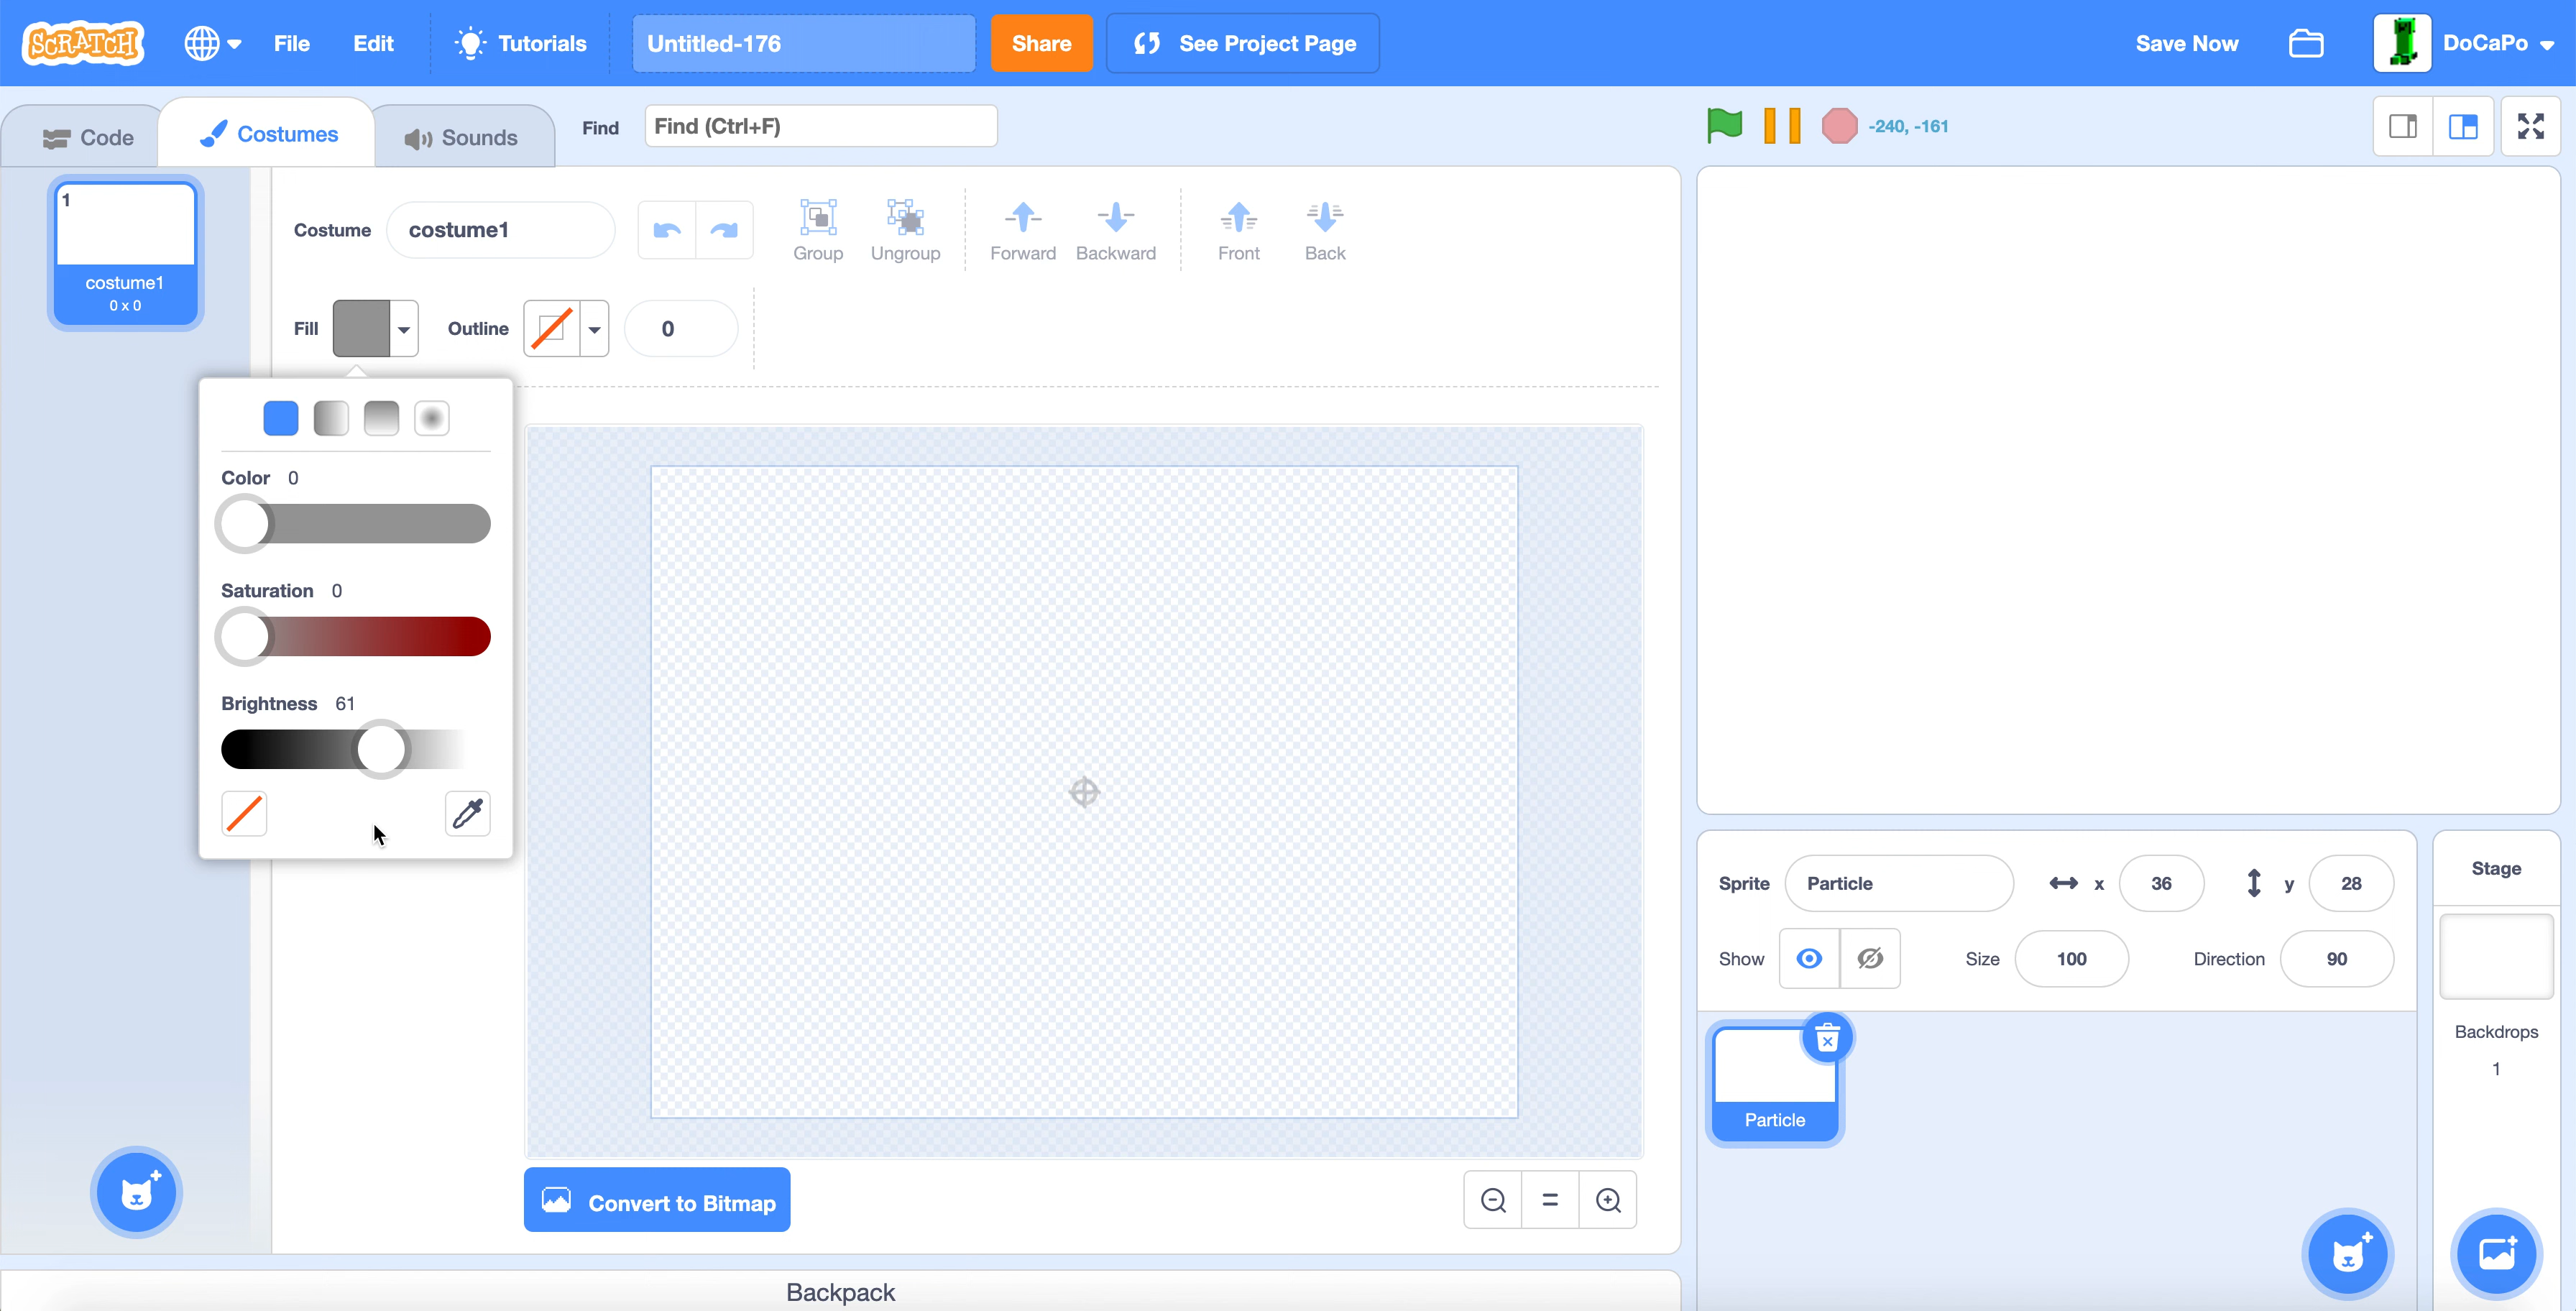 SCRATCH File Edit Tutorials Untitled-176 Share See Project Page Save Now DoCaPo
Code Costumes Sounds Find Find (Ctrl+F) -240, -161
1
costume1
0 x 0
Costume costume1 Group Ungroup Forward Backward Front Back
Fill Outline 0
Color 0
Saturation 0
Brightness 61
Convert to Bitmap
Backpack
Sprite Particle x 36 y 28
Show Size 100 Direction 90
Particle
Stage
Backdrops
1